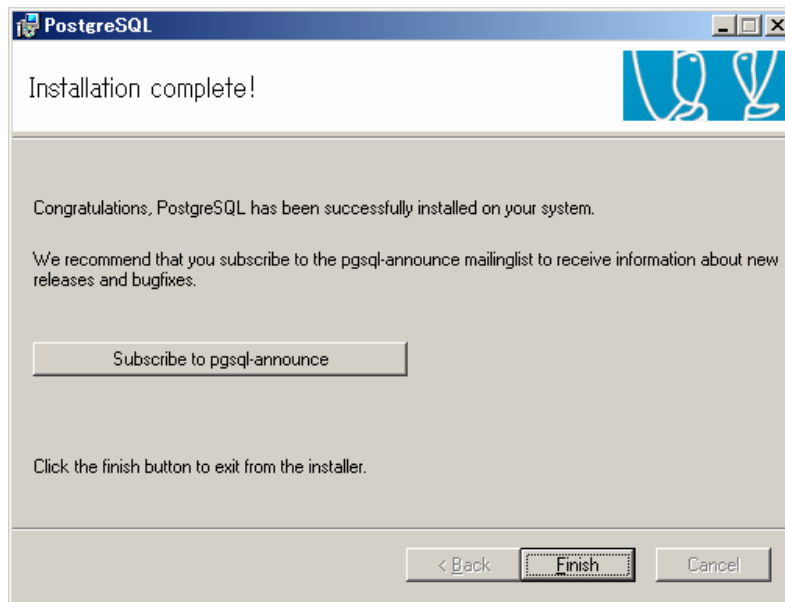 PostgreSQL
Installation complete!
Congratulations, PostgreSQL has been successfully installed on your system.
We recommend that you subscribe to the pgsql-announce mailinglist to receive information about new
releases and bugfixes.
Subscribe to pgsql-announce
Click the finish button to exit from the installer.
< Back
Finish
Cancel